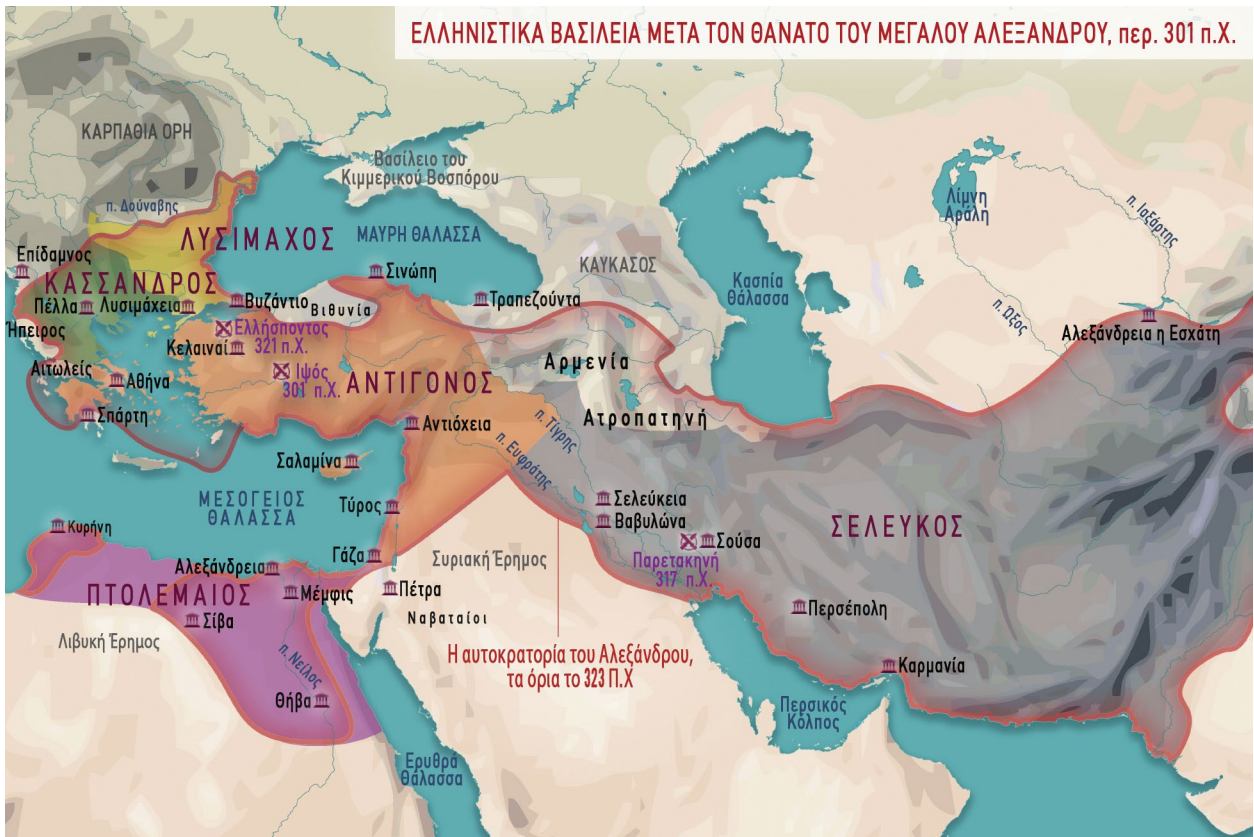 ΕΛΛΗΝΙΣΤΙΚΑ ΒΑΣΙΛΕΙΑ ΜΕΤΑ ΤΟΝ ΘΑΝΑΤΟ ΤΟΥ ΜΕΓΑΛΟΥ ΑΛΕΞΑΝΔΡΟΥ, περ. 301 π.Χ.
ΚΑΡΠΑΘΙΑ ΟΡΗ
Βασίλειο του
Κιμμερικού Βοσπόρου
π. Δούναβης
Λίμνη
Αράλη
π. Ιαξάρτης
ΛΥΣΙΜΑΧΟΣ
ΜΑΥΡΗ ΘΑΛΑΣΣΑ
ΚΑΥΚΑΣΟΣ
Κασπία
Θάλασσα
π. Ώξος
Επίδαμνος
ΚΑΣΣΑΝΔΡΟΣ
Σινώπη
Πέλλα
Λυσιμάχεια
Βυζάντιο
Βιθυνία
Τραπεζούντα
Αλεξάνδρεια η Εσχάτη
Ήπειρος
Ελλήσποντος
321 π.Χ.
Κελαιναί
Αιτωλείς
Αθήνα
Ιψός
301 π.Χ.
ΑΝΤΙΓΟΝΟΣ
Αρμενία
Ατροπατηνή
Σπάρτη
Αντιόχεια
π. Τίγρης
π. Ευφράτης
Σαλαμίνα
ΜΕΣΟΓΕΙΟΣ
ΘΑΛΑΣΣΑ
Τύρος
Σελεύκεια
Βαβυλώνα
ΣΕΛΕΥΚΟΣ
Κυρήνη
Σούσα
Παρετακηνή
317 π.Χ.
Γάζα
Συριακή Έρημος
Αλεξάνδρεια
ΠΤΟΛΕΜΑΙΟΣ
Μέμφις
Πέτρα
Ναβαταίοι
Σίβα
Περσέπολη
Λιβυκή Έρημος
π. Νείλος
Η αυτοκρατορία του Αλεξάνδρου,
τα όρια το 323 Π.Χ
Καρμανία
Θήβα
Περσικός
Κόλπος
Ερυθρά
Θάλασσα